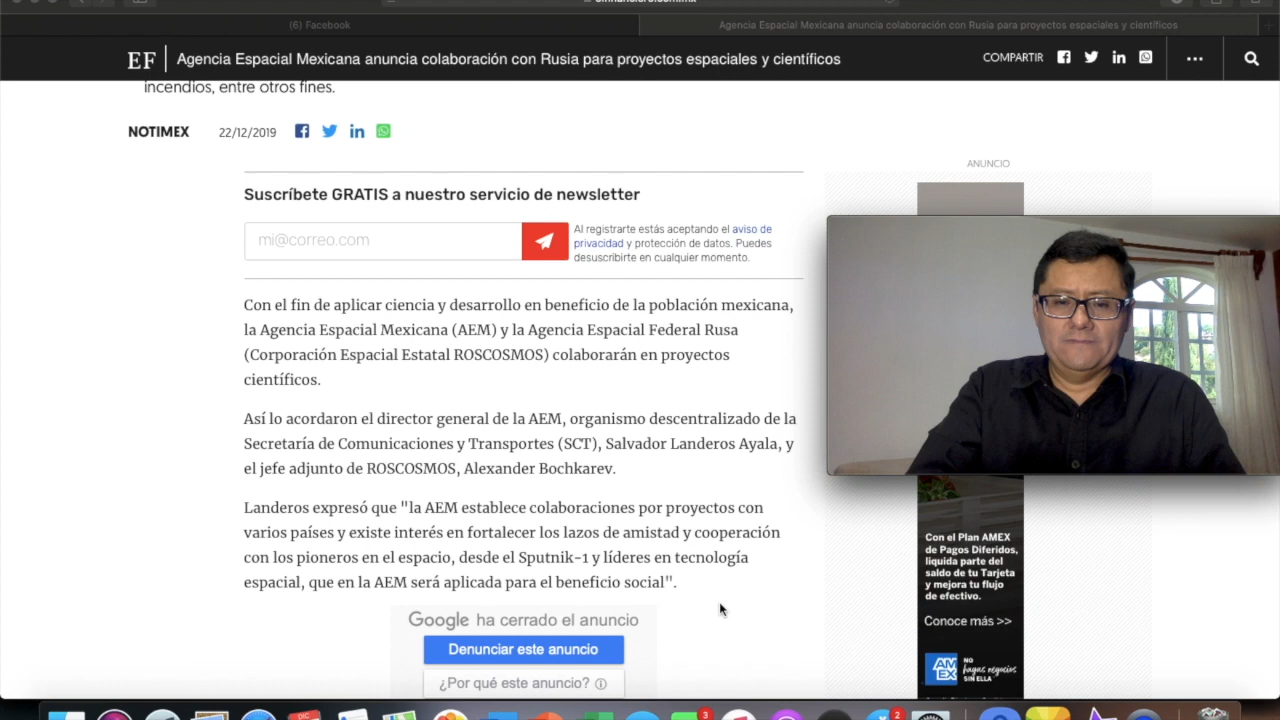 (6) Facebook
Agencia Espacial Mexicana anuncia colaboración con Rusia para proyectos espaciales y científicos
EF
Agencia Espacial Mexicana anuncia colaboración con Rusia para proyectos espaciales y científicos
COMPARTIR
incendios, entre otros fines.
NOTIMEX
22/12/2019
ANUNCIO
Suscríbete GRATIS a nuestro servicio de newsletter
mi@correo.com
Al registrarte estás aceptando el aviso de
privacidad y protección de datos. Puedes
desuscribirte en cualquier momento.
Con el fin de aplicar ciencia y desarrollo en beneficio de la población mexicana,
la Agencia Espacial Mexicana (AEM) y la Agencia Espacial Federal Rusa
(Corporación Espacial Estatal ROSCOSMOS) colaborarán en proyectos
científicos.
Así lo acordaron el director general de la AEM, organismo descentralizado de la
Secretaría de Comunicaciones y Transportes (SCT), Salvador Landeros Ayala, y
el jefe adjunto de ROSCOSMOS, Alexander Bochkarev.
Landeros expresó que "la AEM establece colaboraciones por proyectos con
varios países y existe interés en fortalecer los lazos de amistad y cooperación
con los pioneros en el espacio, desde el Sputnik-1 y líderes en tecnología
espacial, que en la AEM será aplicada para el beneficio social".
Google ha cerrado el anuncio
Denunciar este anuncio
¿Por qué este anuncio?
Con el Plan AMEX
de Pagos Diferidos,
liquida parte del
saldo de tu Tarjeta
y mejora tu flujo
de efectivo.
Conoce más >>
AM
EX
NO
hagas negocios
SIN ELLA
DIC
3
2